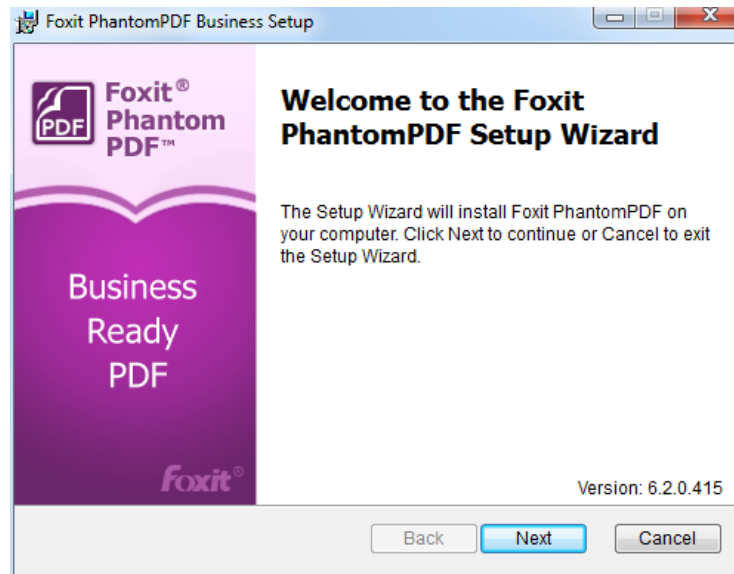 Foxit PhantomPDF Business Setup
Foxit®
Phantom
PDF™
PDF
Business
Ready
PDF
Foxit®
Welcome to the Foxit
PhantomPDF Setup Wizard
The Setup Wizard will install Foxit PhantomPDF on
your computer. Click Next to continue or Cancel to exit
the Setup Wizard.
Version: 6.2.0.415
Back
Next
Cancel